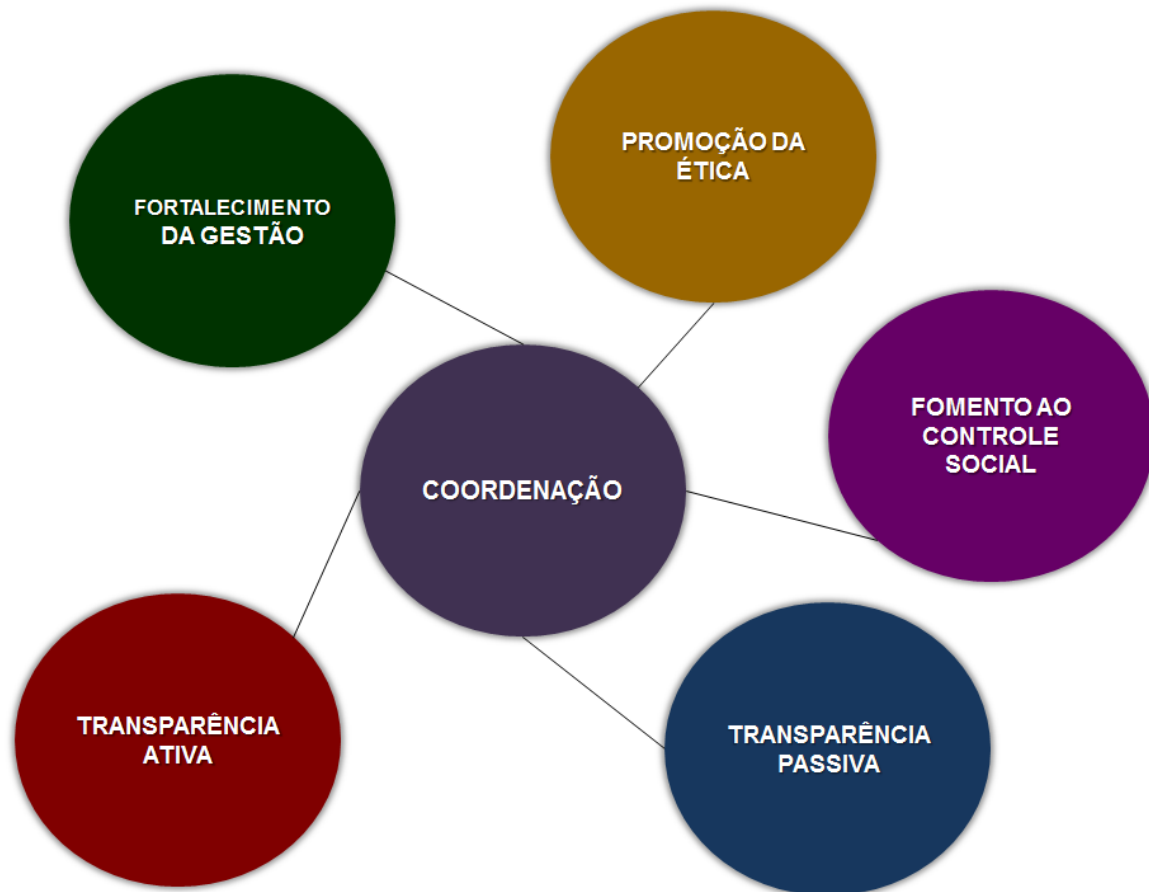 PROMOÇÃO DA
ÉTICA
FORTALECIMENTO
DA GESTÃO
FOMENTO AO
CONTROLE
SOCIAL
COORDENAÇÃO
TRANSPARÊNCIA
ATIVA
TRANSPARÊNCIA
PASSIVA